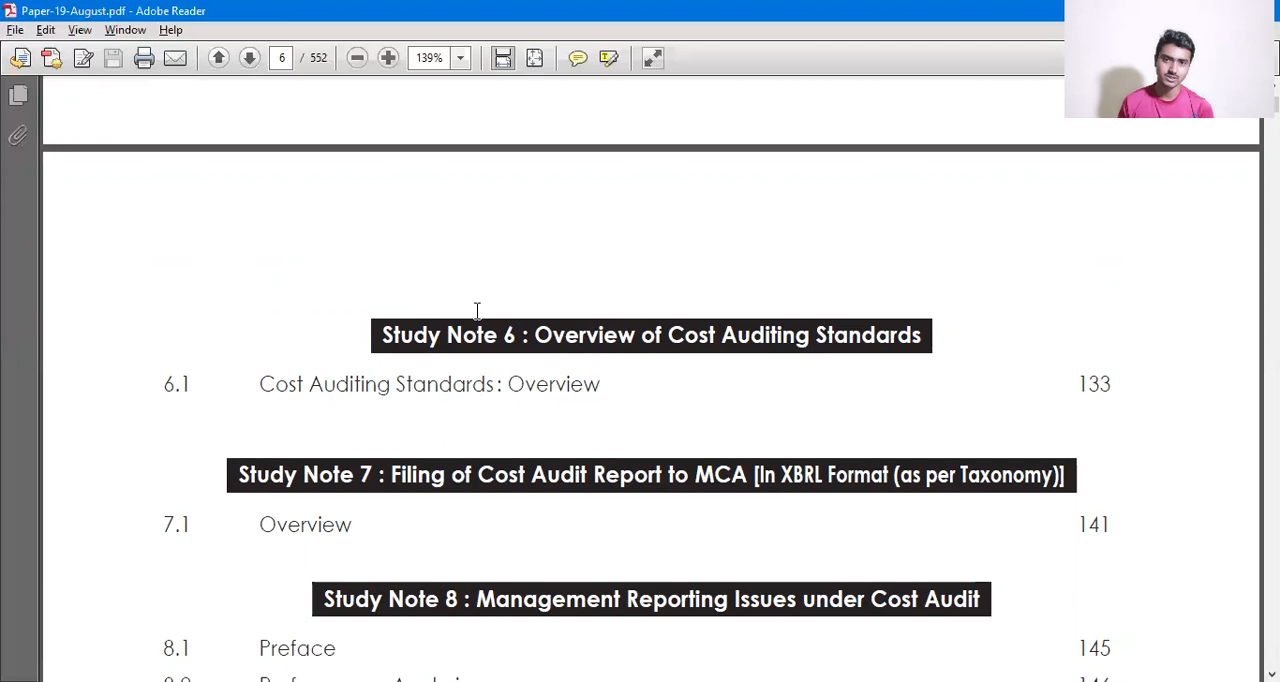 Paper-19-August.pdf - Adobe Reader
File Edit View Window Help
6 / 552 139%
Study Note 6 : Overview of Cost Auditing Standards
6.1 Cost Auditing Standards : Overview 133
Study Note 7 : Filing of Cost Audit Report to MCA [In XBRL Format (as per Taxonomy)]
7.1 Overview 141
Study Note 8 : Management Reporting Issues under Cost Audit
8.1 Preface 145